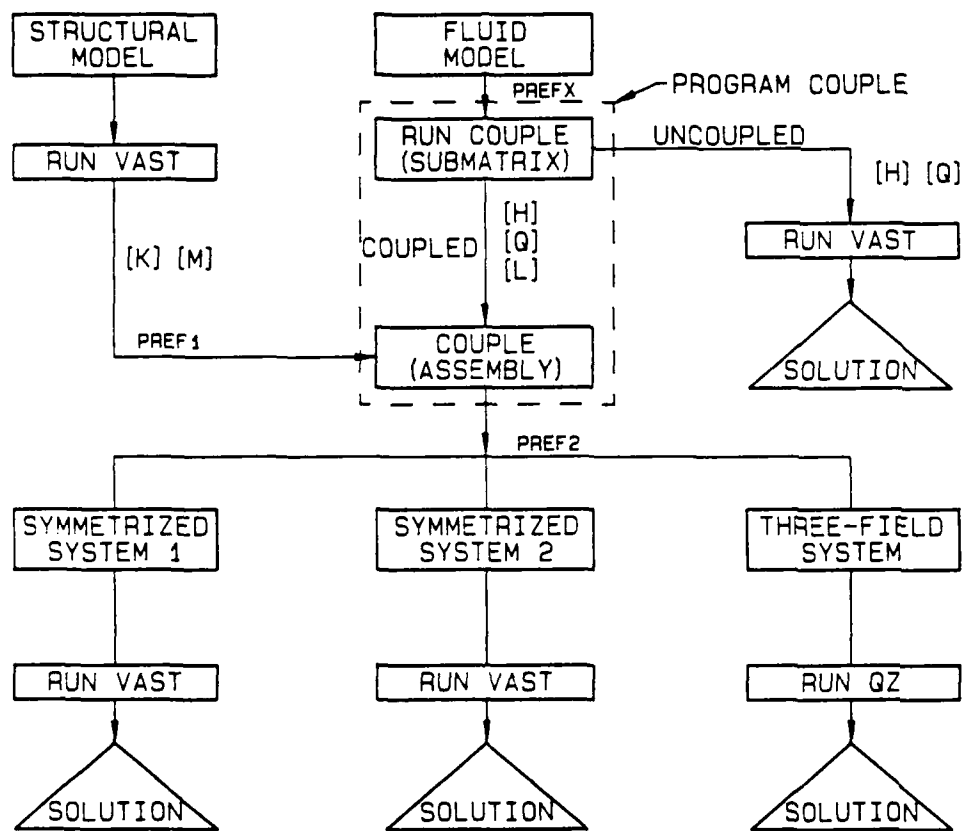 STRUCTURAL
MODEL
FLUID
MODEL
PREFX
PROGRAM COUPLE
RUN VAST
RUN COUPLE
(SUBMATRIX)
UNCOUPLED
[H] [Q]
[K] [M]
COUPLED
[H]
[Q]
[L]
RUN VAST
SOLUTION
PREF1
COUPLE
(ASSEMBLY)
PREF2
SYMMETRIZED
SYSTEM 1
SYMMETRIZED
SYSTEM 2
THREE-FIELD
SYSTEM
RUN VAST
RUN VAST
RUN QZ
SOLUTION
SOLUTION
SOLUTION